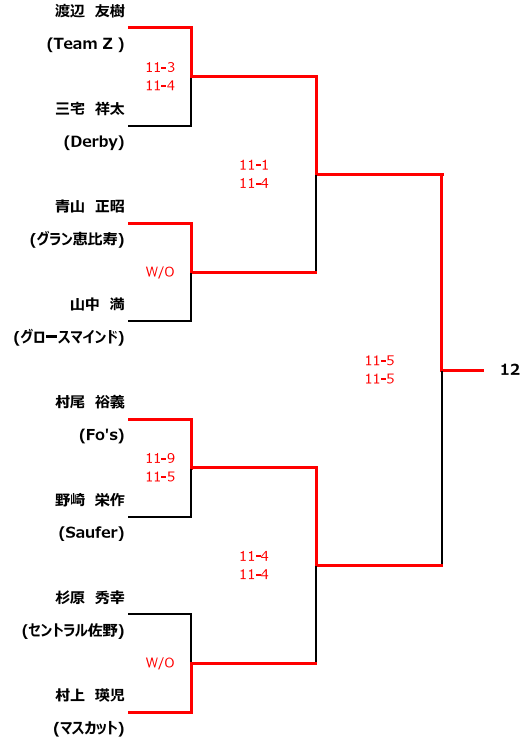 渡辺 友樹
(Team Z )
11-3
11-4
三宅 祥太
(Derby)
11-1
11-4
青山 正昭
(グラン恵比寿)
W/O
山中 満
(グロースマインド)
11-5
11-5
12
村尾 裕義
(Fo's)
11-9
11-5
野崎 栄作
(Saufer)
11-4
11-4
杉原 秀幸
(セントラル佐野)
W/O
村上 瑛児
(マスカット)